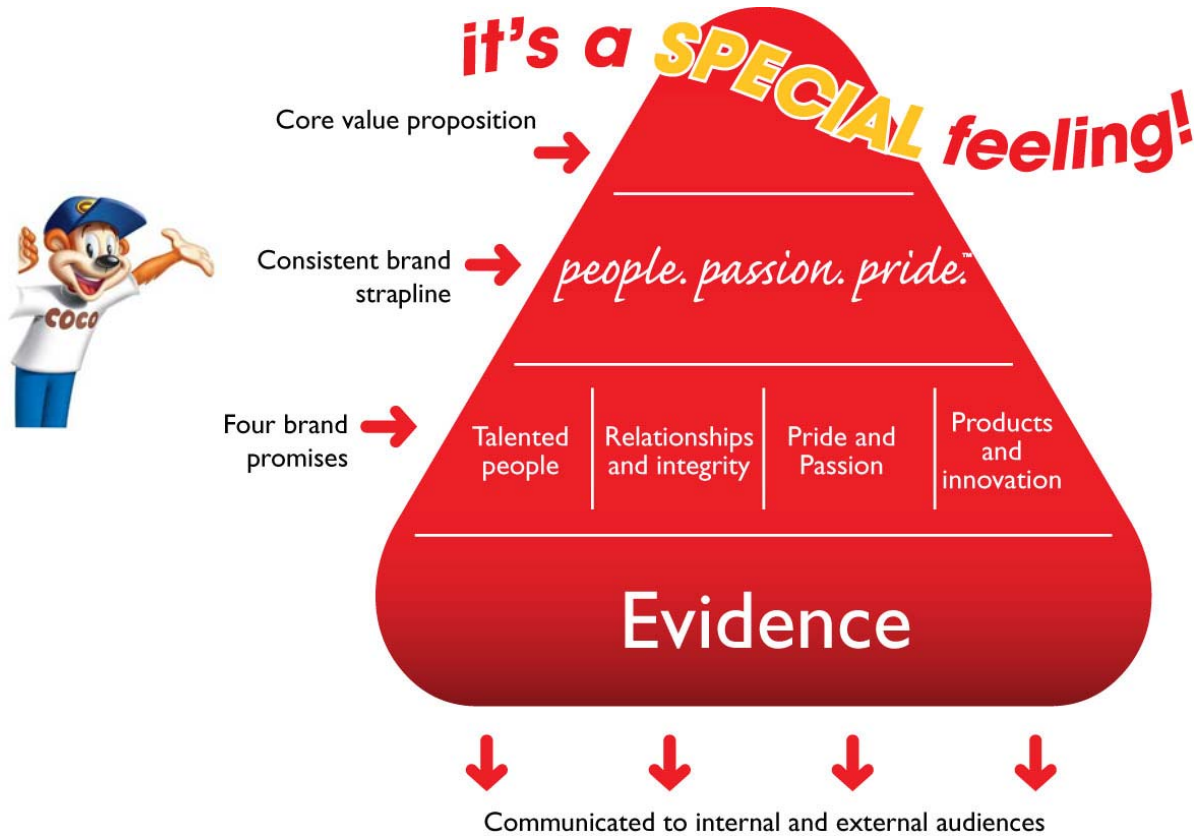 it's a SPECIAL feeling!
Core value proposition
Consistent brand
strapline
people. passion. pride.™
COCO
Four brand
promises
Talented
people
Relationships
and integrity
Pride and
Passion
Products
and
innovation
Evidence
Communicated to internal and external audiences